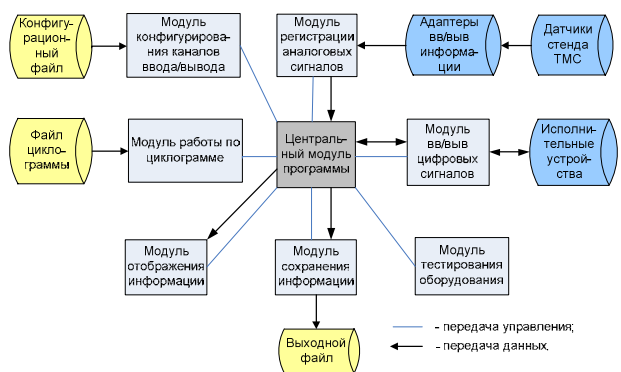 Конфигу-
рацион-
ный
файл
Модуль
конфигурирова-
ния каналов
ввода/вывода
Модуль
регистрации
аналоговых
сигналов
Адаптеры
вв/выв
информа-
ции
Датчики
стенда
ТМС
Файл
цикло-
граммы
Модуль работы по
циклограмме
Централь-
ный модуль
программы
Модуль
вв/выв
цифровых
сигналов
Исполни-
тельные
устрой-
ства
Модуль
отображения
информации
Модуль
сохранения
информации
Модуль
тестирования
оборудования
Выходной
файл
- передача управления;
- передача данных.